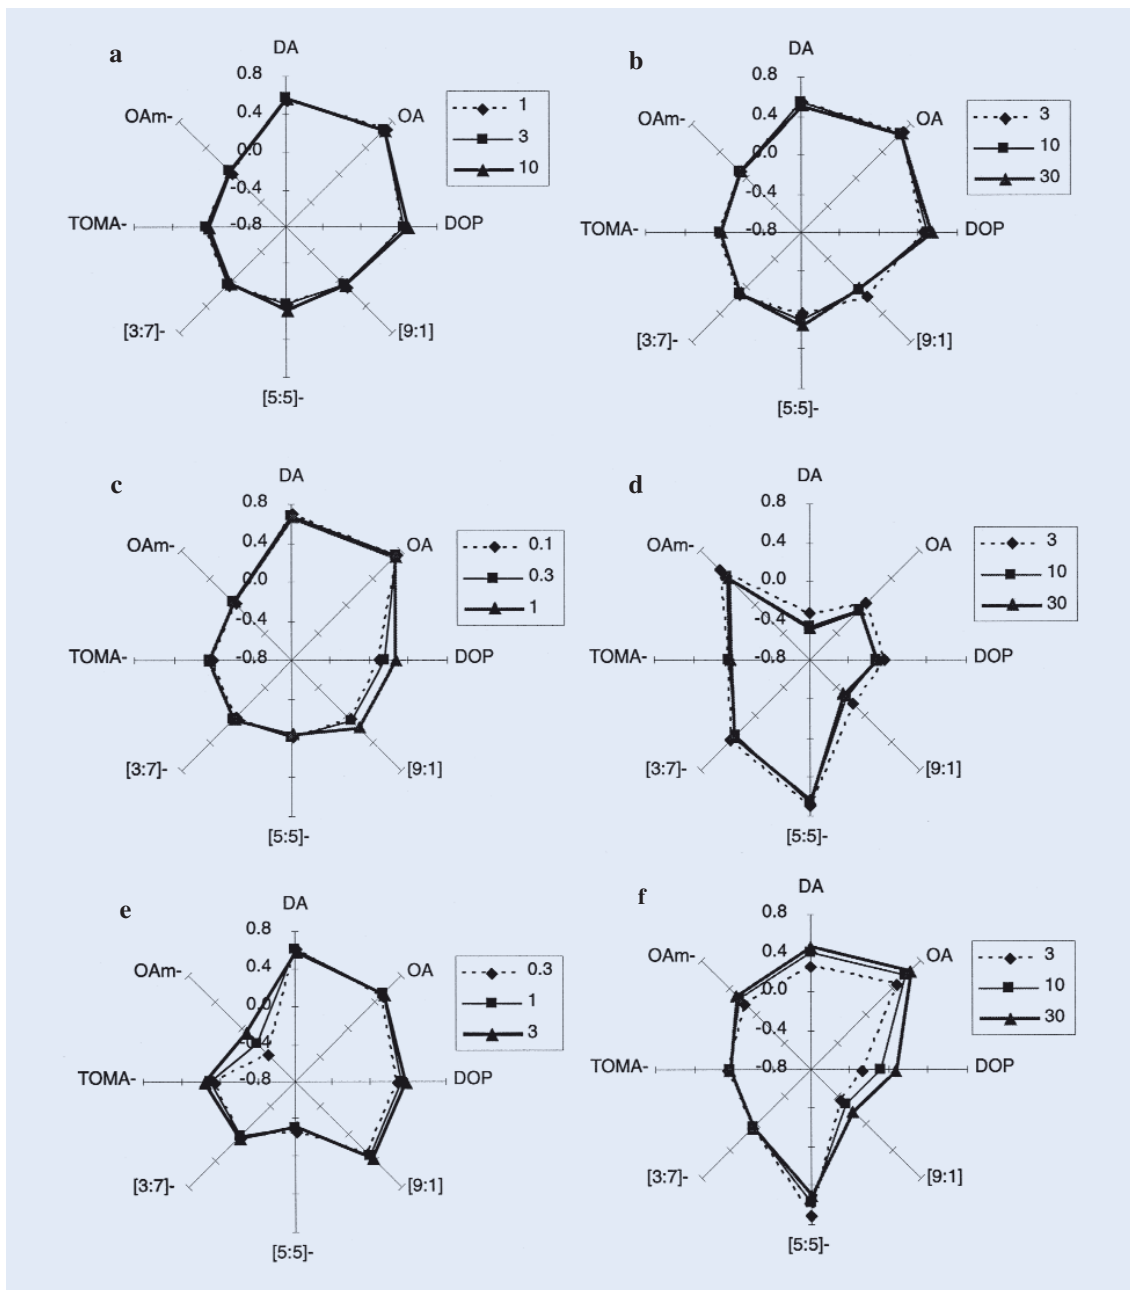 a
DA
0.8
0.4
0.0
-0.4
-0.8
OA
DOP
[9:1]
[5:5]-
[3:7]-
TOMA-
OAm-
1
3
10
b
DA
0.8
0.4
0.0
-0.4
-0.8
OA
DOP
[9:1]
[5:5]-
[3:7]-
TOMA-
OAm-
3
10
30
c
DA
0.8
0.4
0.0
-0.4
-0.8
OA
DOP
[9:1]
[5:5]-
[3:7]-
TOMA-
OAm-
0.1
0.3
1
d
DA
0.8
0.4
0.0
-0.4
-0.8
OA
DOP
[9:1]
[5:5]-
[3:7]-
TOMA-
OAm-
3
10
30
e
DA
0.8
0.4
0.0
-0.4
-0.8
OA
DOP
[9:1]
[5:5]-
[3:7]-
TOMA-
OAm-
0.3
1
3
f
DA
0.8
0.4
0.0
-0.4
-0.8
OA
DOP
[9:1]
[5:5]-
[3:7]-
TOMA-
OAm-
3
10
30